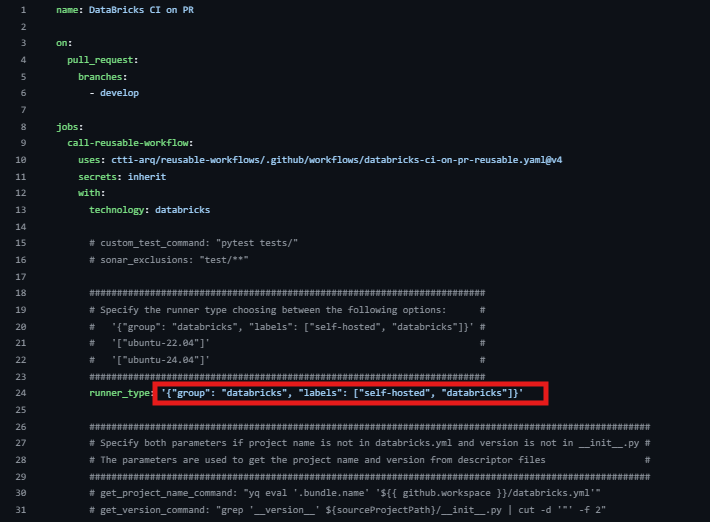 1 name: DataBricks CI on PR
2
3 on:
4 pull_request:
5 branches:
6 - develop
7
8 jobs:
9 call-reusable-workflow:
10 uses: ctti-arq/reusable-workflows/.github/workflows/databricks-ci-on-pr-reusable.yaml@v4
11 secrets: inherit
12 with:
13 technology: databricks
14
15 # custom_test_command: "pytest tests/"
16 # sonar_exclusions: "test/**"
17
18 ########################################################################
19 # Specify the runner type choosing between the following options: #
20 # '{"group": "databricks", "labels": ["self-hosted", "databricks"]}' #
21 # '["ubuntu-22.04"]' #
22 # '["ubuntu-24.04"]' #
23 ########################################################################
24 runner_type: '{"group": "databricks", "labels": ["self-hosted", "databricks"]}'
25
26 ######################################################################################################
27 # Specify both parameters if project name is not in databricks.yml and version is not in __init__.py #
28 # The parameters are used to get the project name and version from descriptor files #
29 ######################################################################################################
30 # get_project_name_command: "yq eval '.bundle.name' '${{ github.workspace }}/databricks.yml'"
31 # get_version_command: "grep '__version__' ${sourceProjectPath}/__init__.py | cut -d '"' -f 2"